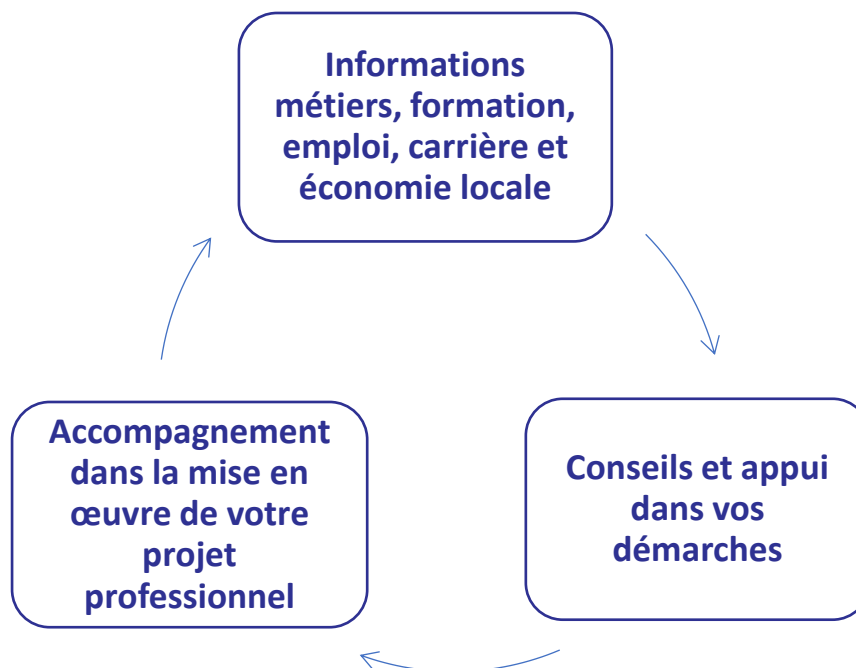 Informations
métiers, formation,
emploi, carrière et
économie locale
Conseils et appui
dans vos
démarches
Accompagnement
dans la mise en
œuvre de votre
projet
professionnel